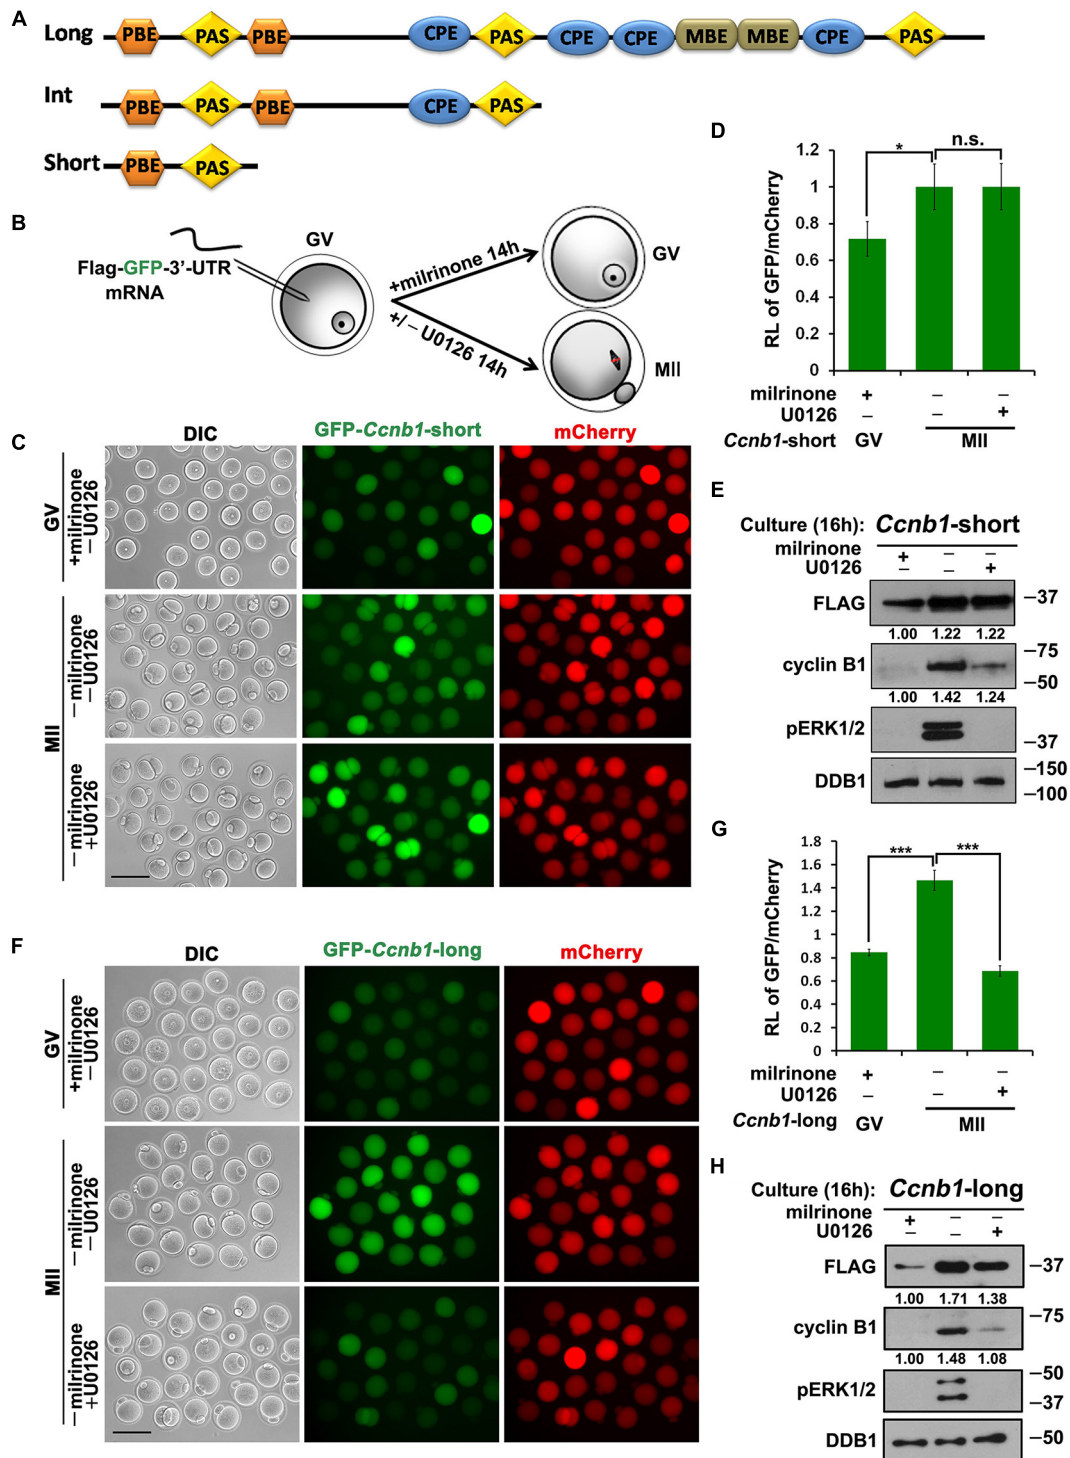 A
Long PBE PAS PBE CPE PAS CPE CPE MBE MBE CPE PAS
Int PBE PAS PBE CPE PAS
Short PBE PAS
B
Flag-GFP-3'-UTR
mRNA
GV
+milrinone 14h
+/− U0126 14h
GV
MII
C
DIC GFP-Ccnb1-short mCherry
GV
+milrinone
−U0126
MII
−milrinone
−U0126
−milrinone
+U0126
D
RL of GFP/mCherry
1.2
1
0.8
0.6
0.4
0.2
0
* n.s.
milrinone + − −
U0126 − − +
Ccnb1-short GV MII
E
Culture (16h): Ccnb1-short
milrinone + − −
U0126 − − +
FLAG −37
1.00 1.22 1.22
cyclin B1 −75
−50
1.00 1.42 1.24
pERK1/2 −37
DDB1 −150
−100
F
DIC GFP-Ccnb1-long mCherry
GV
+milrinone
−U0126
MII
−milrinone
−U0126
−milrinone
+U0126
G
RL of GFP/mCherry
1.8
1.6
1.4
1.2
1
0.8
0.6
0.4
0.2
0
*** ***
milrinone + − −
U0126 − − +
Ccnb1-long GV MII
H
Culture (16h): Ccnb1-long
milrinone + − −
U0126 − − +
FLAG −37
1.00 1.71 1.38
cyclin B1 −75
1.00 1.48 1.08
−50
pERK1/2 −37
DDB1 −50